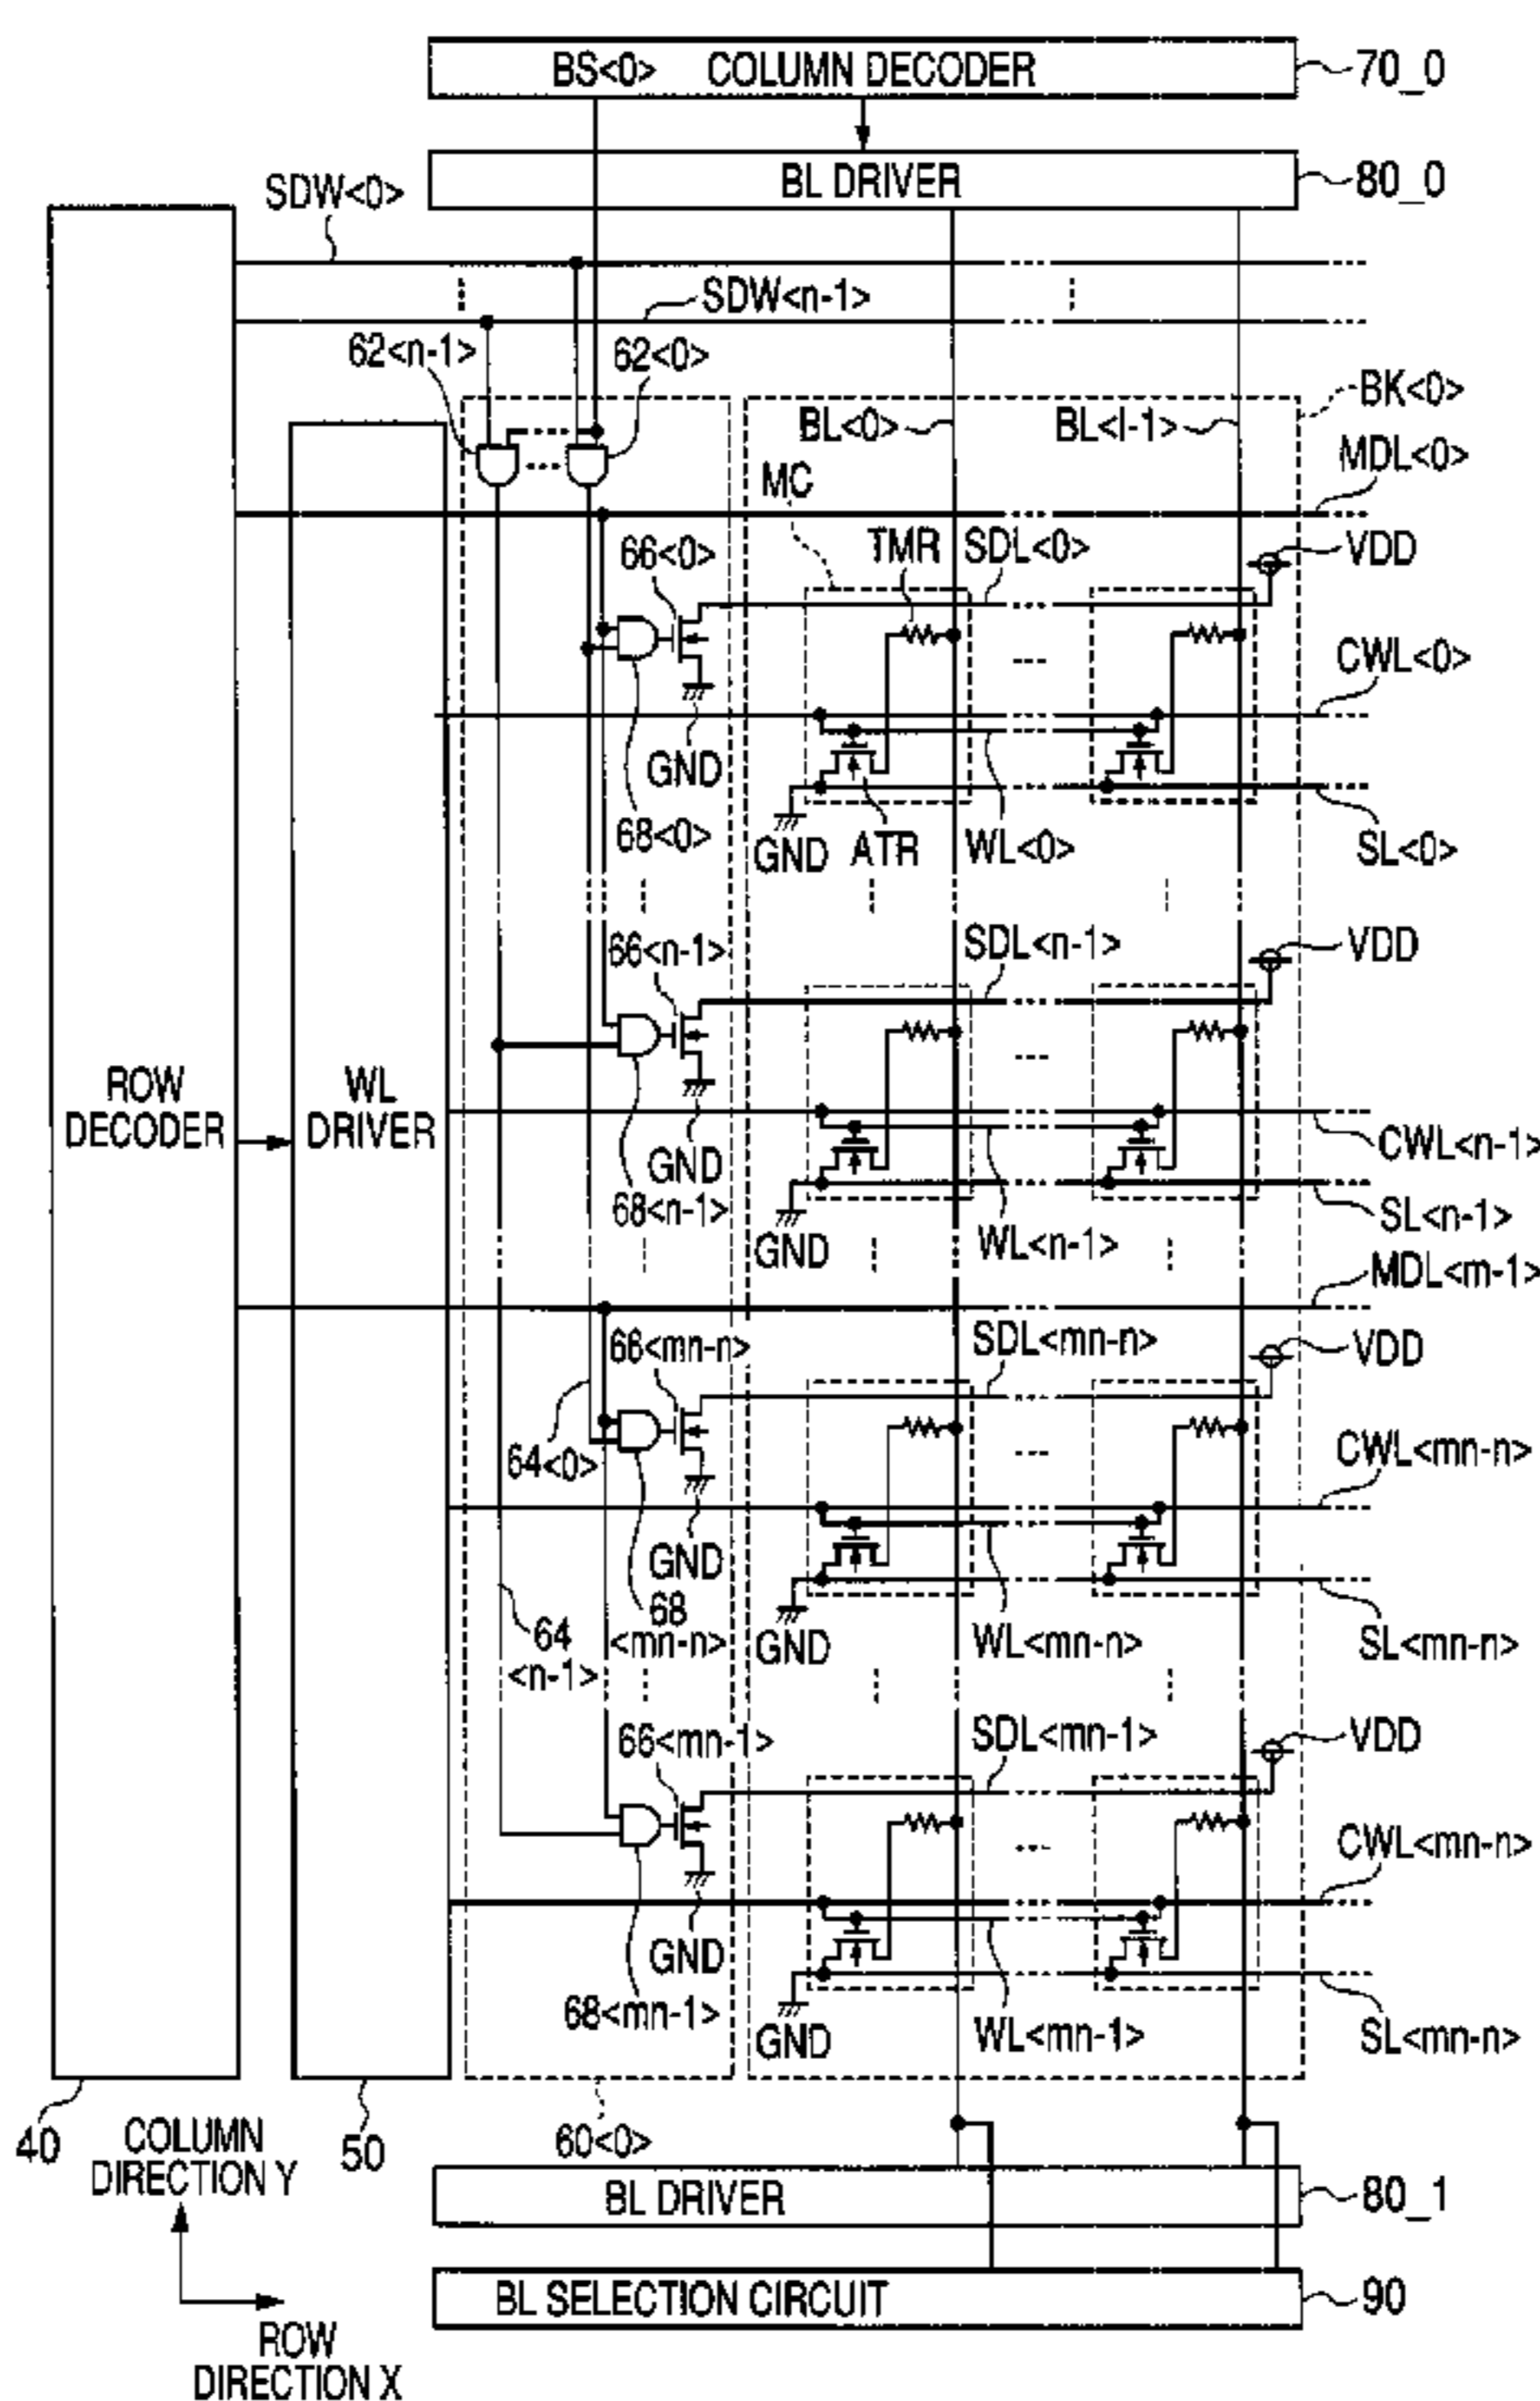 BS<0> COLUMN DECODER
70_0
BL DRIVER
80_0
SDW<0>
SDW<n-1>
62<n-1>
62<0>
BK<0>
BL<0>
BL<l-1>
MDL<0>
MC
66<0>
TMR
SDL<0>
VDD
CWL<0>
GND
68<0>
GND
ATR
WL<0>
SL<0>
66<n-1>
SDL<n-1>
VDD
ROW
DECODER
WL
DRIVER
GND
CWL<n-1>
68<n-1>
SL<n-1>
GND
WL<n-1>
MDL<m-1>
66<mn-n>
SDL<mn-n>
VDD
64<0>
CWL<mn-n>
GND
68
<mn-n>
64
<n-1>
GND
WL<mn-n>
SL<mn-n>
66<mn-1>
SDL<mn-1>
VDD
CWL<mn-n>
GND
68<mn-1>
GND
WL<mn-1>
SL<mn-n>
40
50
60<0>
COLUMN
DIRECTION Y
BL DRIVER
80_1
BL SELECTION CIRCUIT
90
ROW
DIRECTION X